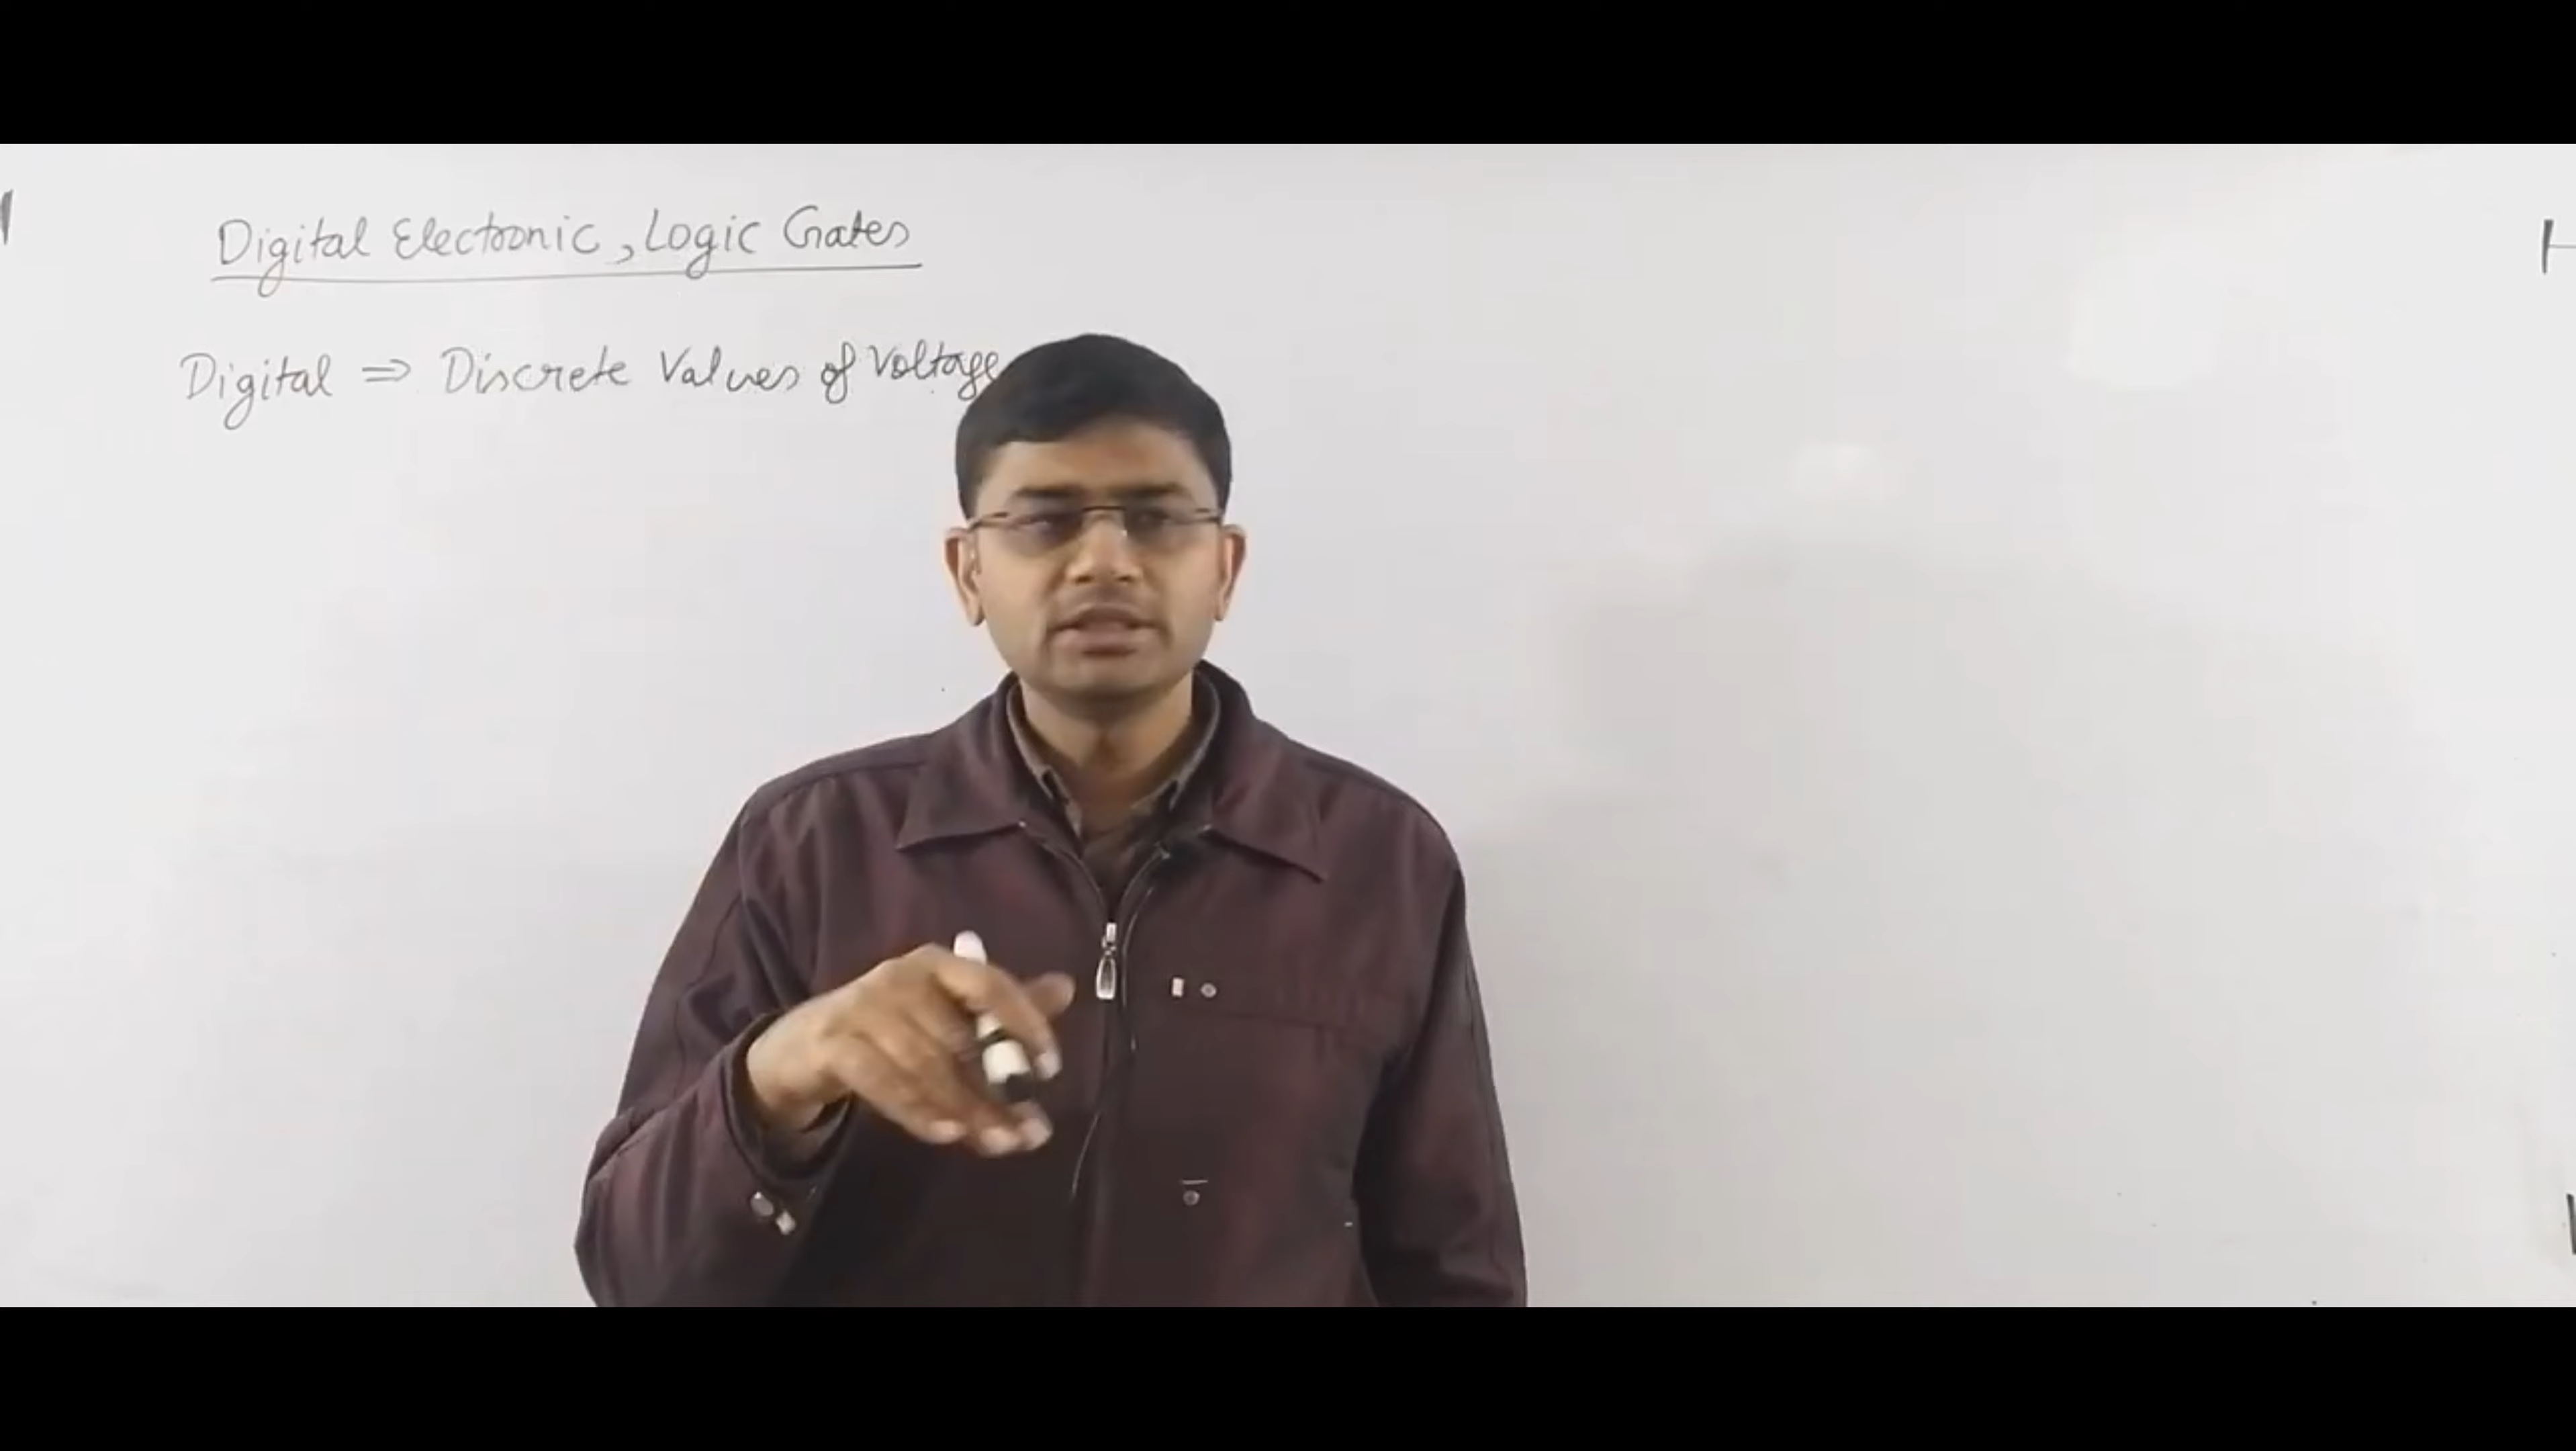 Digital Electronic, Logic Gates
Digital ⇒ Discrete Values of Voltage